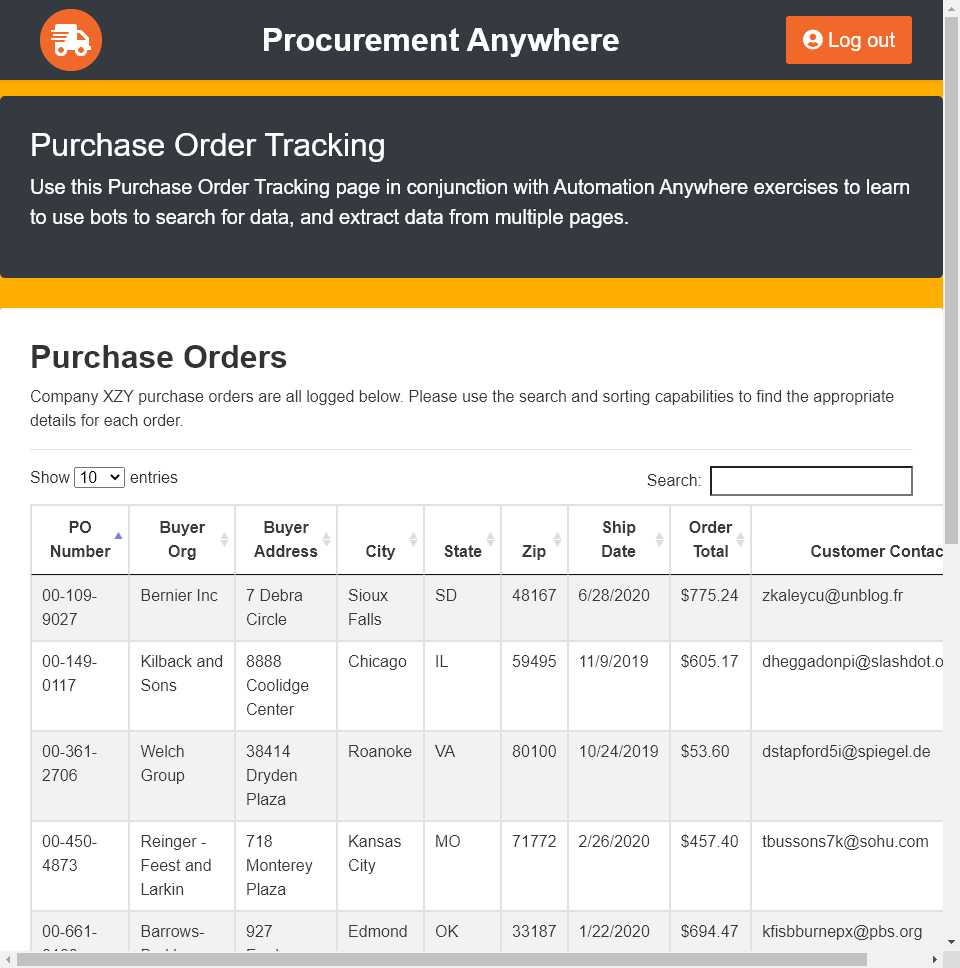 Procurement Anywhere
Log out
Purchase Order Tracking
Use this Purchase Order Tracking page in conjunction with Automation Anywhere exercises to learn
to use bots to search for data, and extract data from multiple pages.
Purchase Orders
Company XZY purchase orders are all logged below. Please use the search and sorting capabilities to find the appropriate
details for each order.
Show 10 entries
Search:
PO Number Buyer Org Buyer Address City State Zip Ship Date Order Total Customer Contac
00-109- Bernier Inc 7 Debra Sioux SD 48167 6/28/2020 $775.24 zkaleycu@unblog.fr
9027 Circle Falls
00-149- Kilback and 8888 Chicago IL 59495 11/9/2019 $605.17 dheggadonpi@slashdot.o
0117 Sons Coolidge
Center
00-361- Welch 38414 Roanoke VA 80100 10/24/2019 $53.60 dstapford5i@spiegel.de
2706 Group Dryden
Plaza
00-450- Reinger - 718 Kansas MO 71772 2/26/2020 $457.40 tbussons7k@sohu.com
4873 Feest and Monterey City
Larkin Plaza
00-661- Barrows- 927 Edmond OK 33187 1/22/2020 $694.47 kfisbburnepx@pbs.org